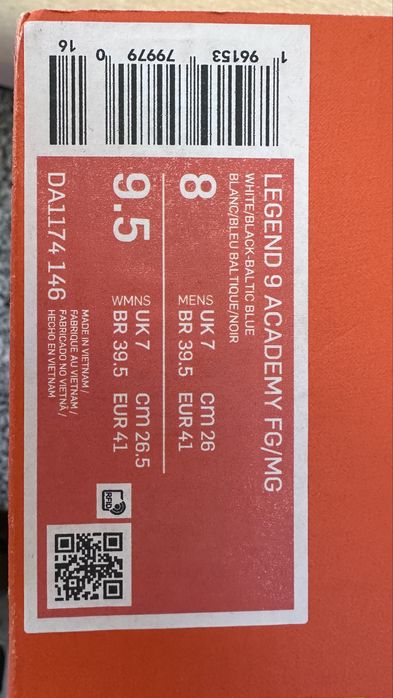 LEGEND 9 ACADEMY FG/MG
WHITE/BLACK-BALTIC BLUE
BLANC/BLEU BALTIQUE/NOIR
8
MENS UK 7 cm 26
BR 39.5 EUR 41
9.5
WMNS UK 7 cm 26.5
BR 39.5 EUR 41
DA1174 146
MADE IN VIETNAM /
FABRIQUE AU VIETNAM /
FABRICADO NO VIETNÃ /
HECHO EN VIETNAM
RFID
1 96153 79979 0 16